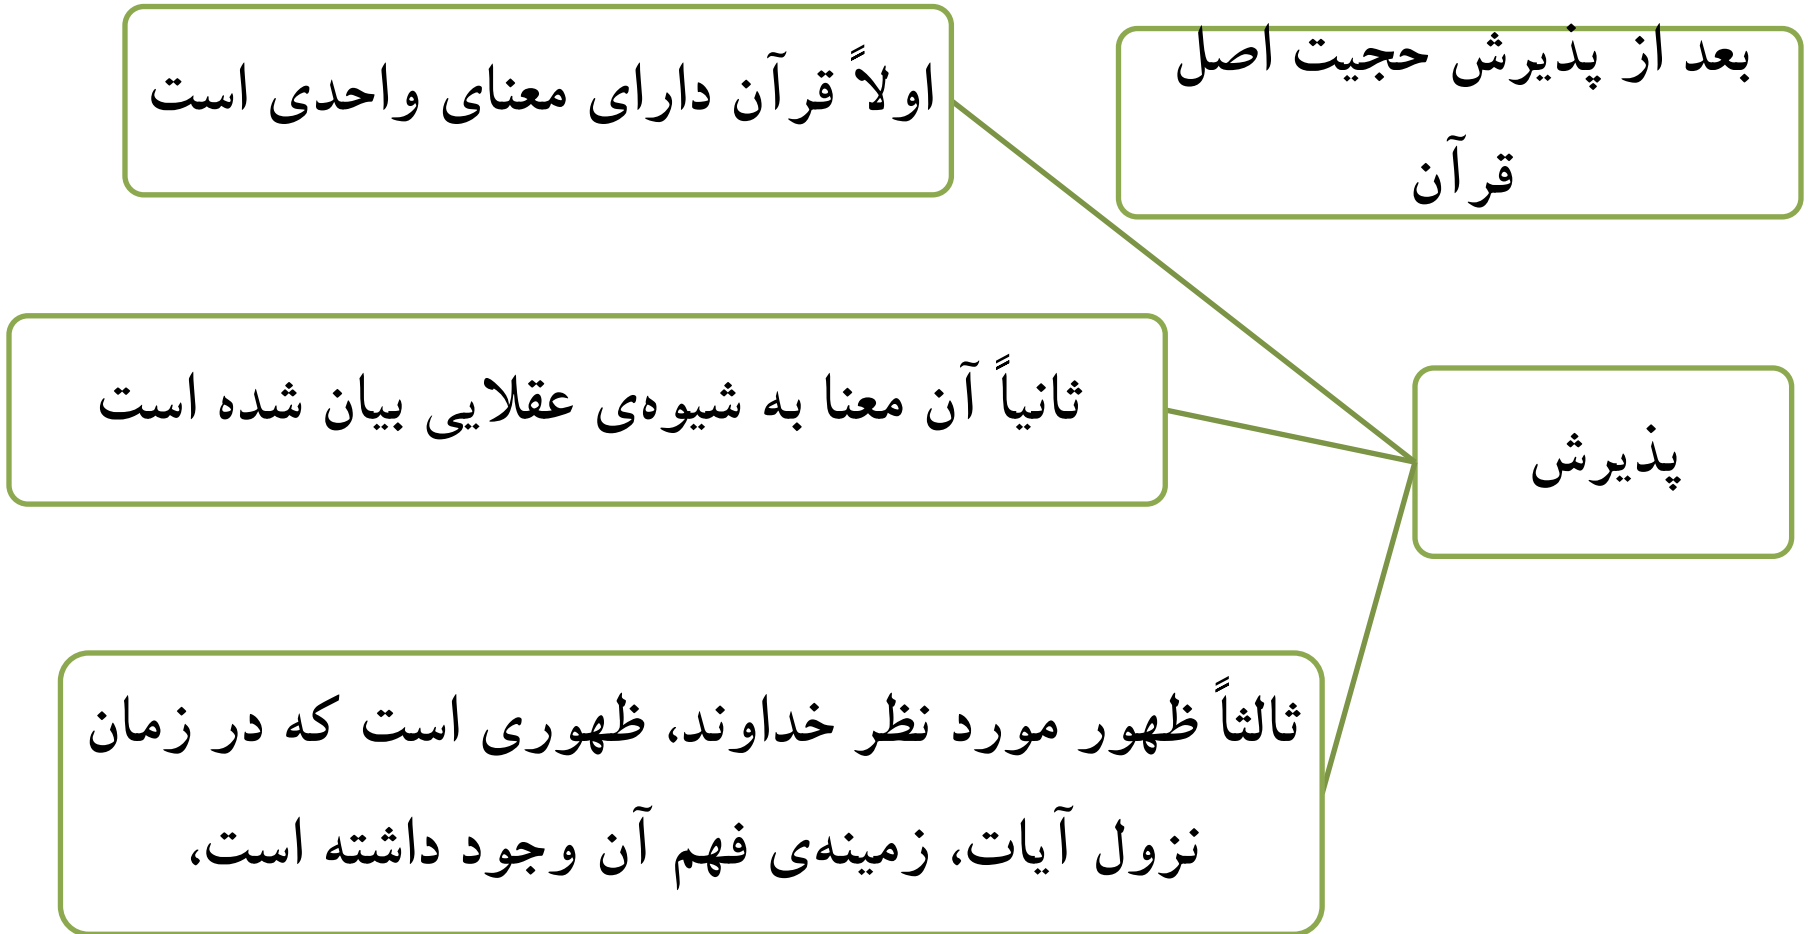 بعد از پذیرش حجیت اصل
قرآن
پذیرش
اولاً قرآن دارای معنای واحدی است
ثانیاً آن معنا به شیوه‌ی عقلایی بیان شده است
ثالثاً ظهور مورد نظر خداوند، ظهوری است که در زمان
نزول آیات، زمینه‌ی فهم آن وجود داشته است،